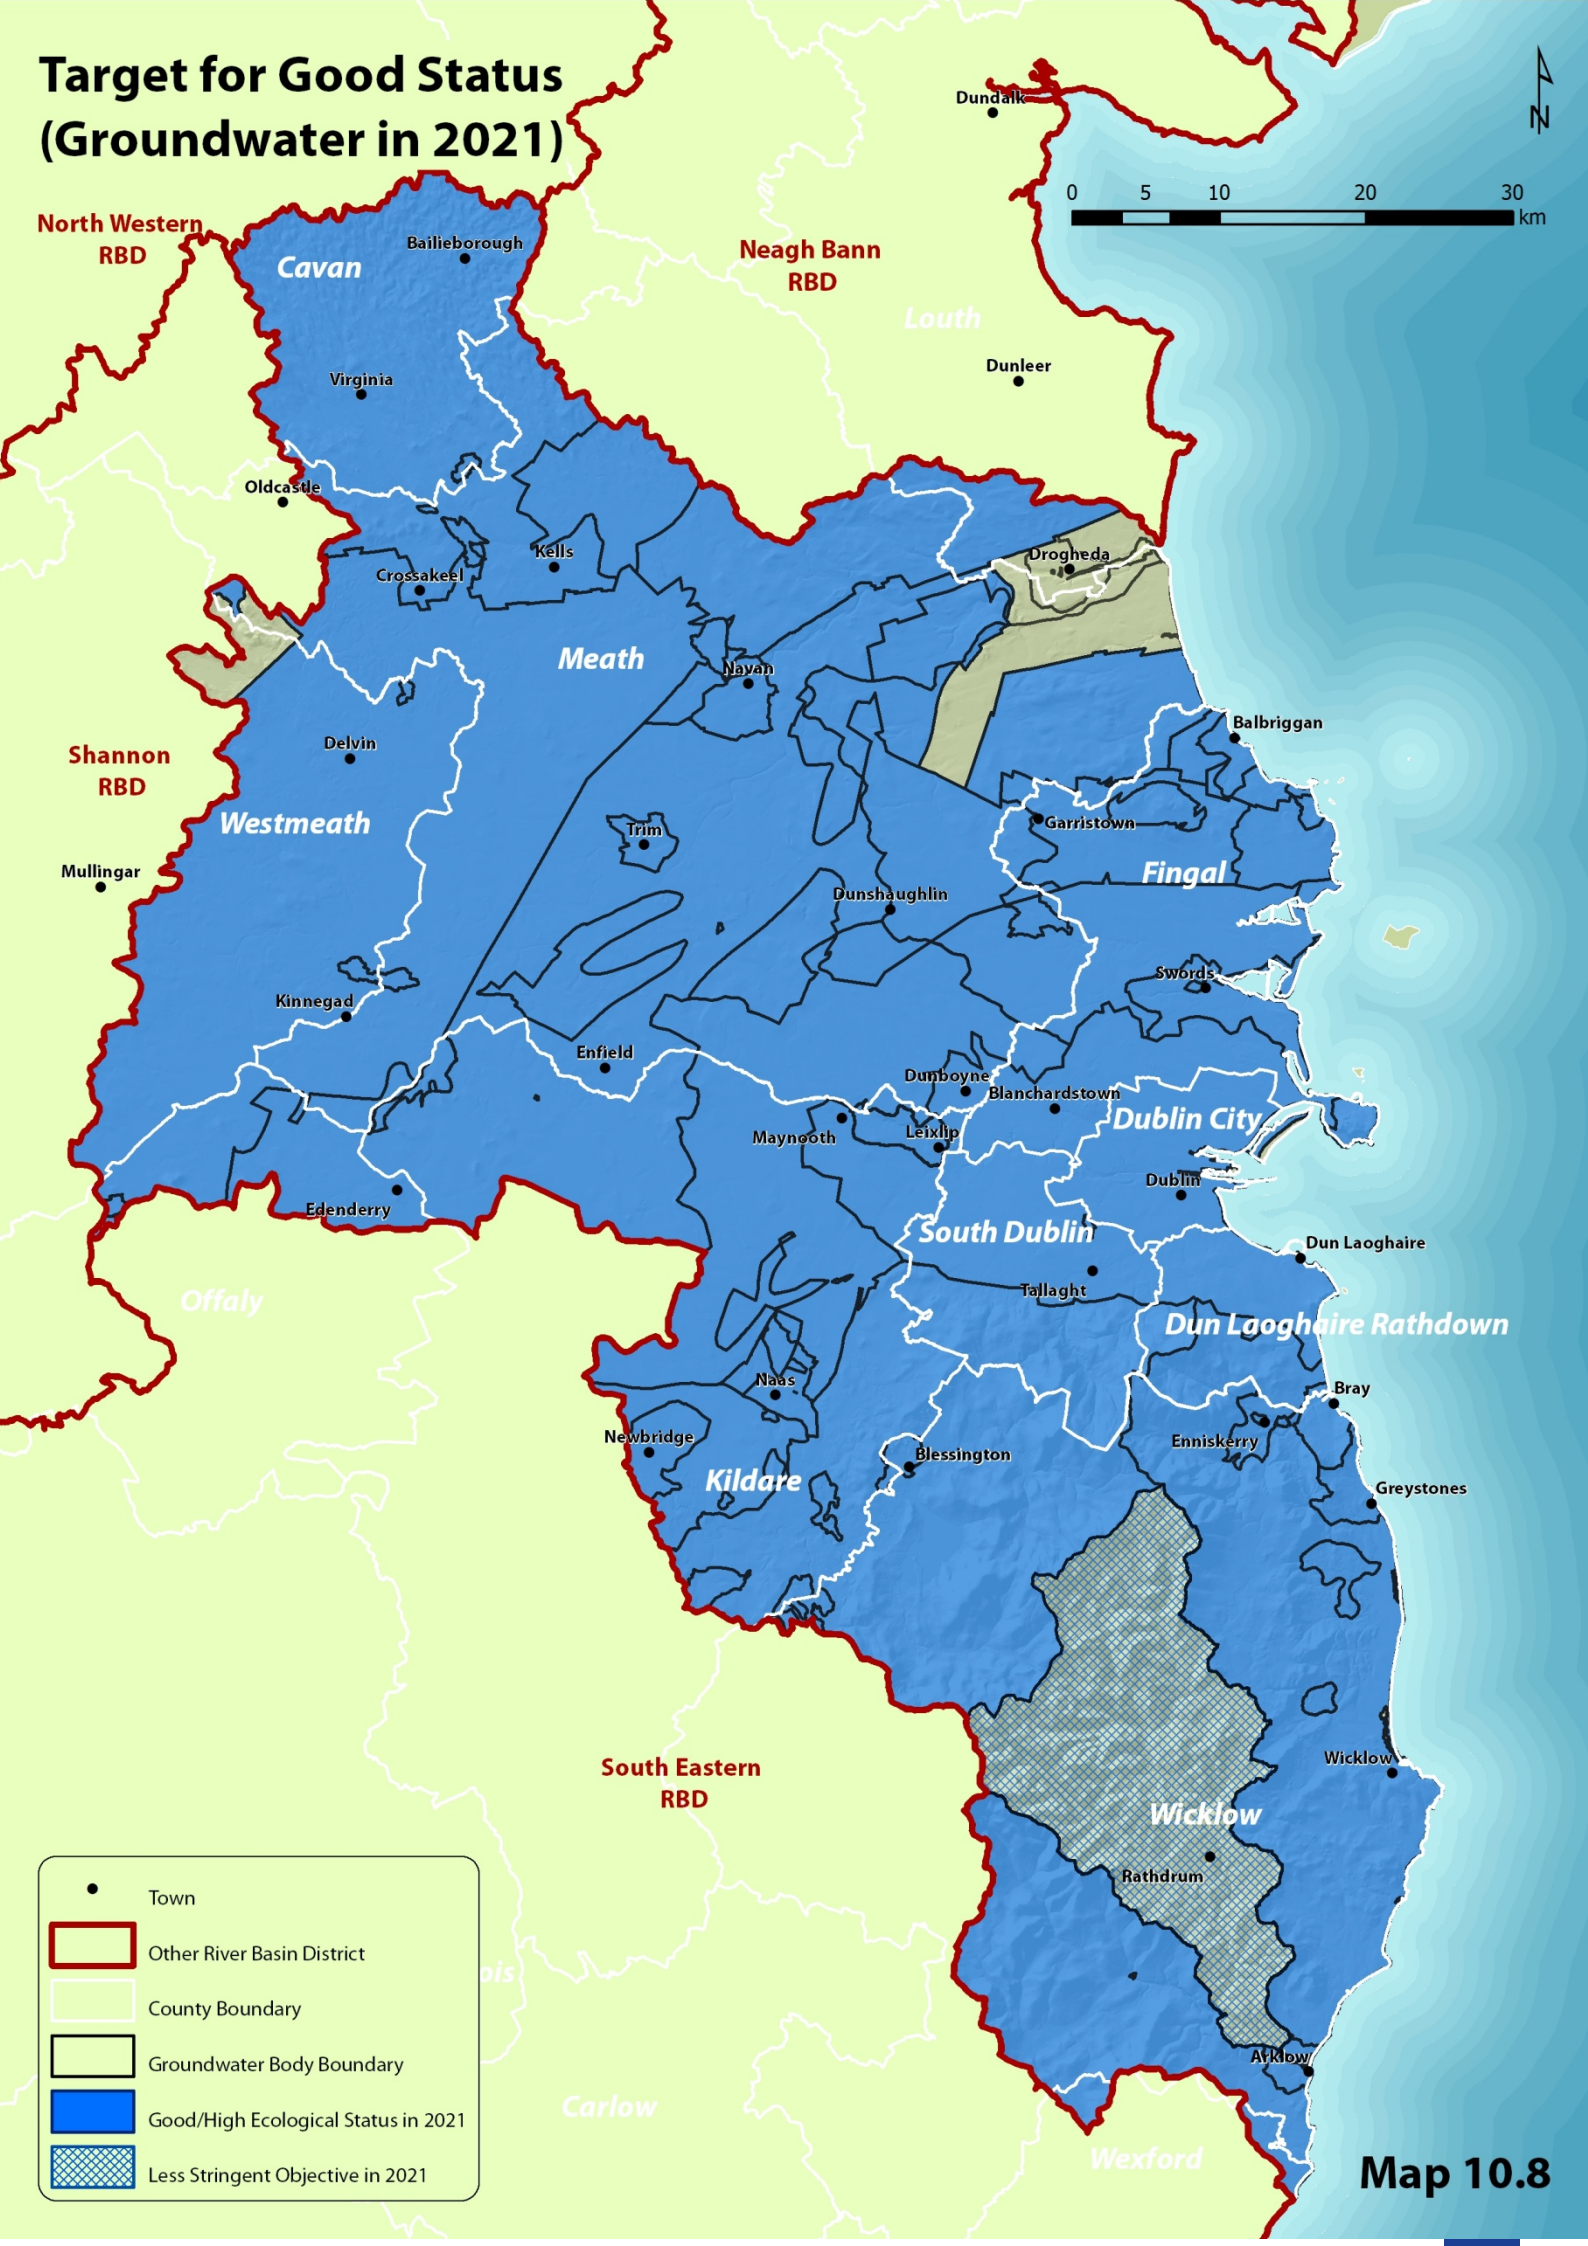 Target for Good Status
(Groundwater in 2021)
Dundalk
N
0 5 10 20 30
km
North Western
RBD
Bailieborough
Cavan
Neagh Bann
RBD
Louth
Dunleer
Virginia
Oldcastle
Drogheda
Kells
Crossakeel
Meath
Navan
Balbriggan
Delvin
Shannon
RBD
Westmeath
Trim
Garristown
Fingal
Mullingar
Dunshaughlin
Swords
Kinnegad
Enfield
Dunboyne
Blanchardstown
Dublin City
Maynooth
Leixlip
Dublin
Edenderry
South Dublin
Dun Laoghaire
Tallaght
Offaly
Dun Laoghaire Rathdown
Naas
Bray
Newbridge
Enniskerry
Blessington
Kildare
Greystones
Wicklow
South Eastern
RBD
Wicklow
Rathdrum
Town
Other River Basin District
ois
County Boundary
Groundwater Body Boundary
Arklow
Carlow
Good/High Ecological Status in 2021
Wexford
Less Stringent Objective in 2021
Map 10.8